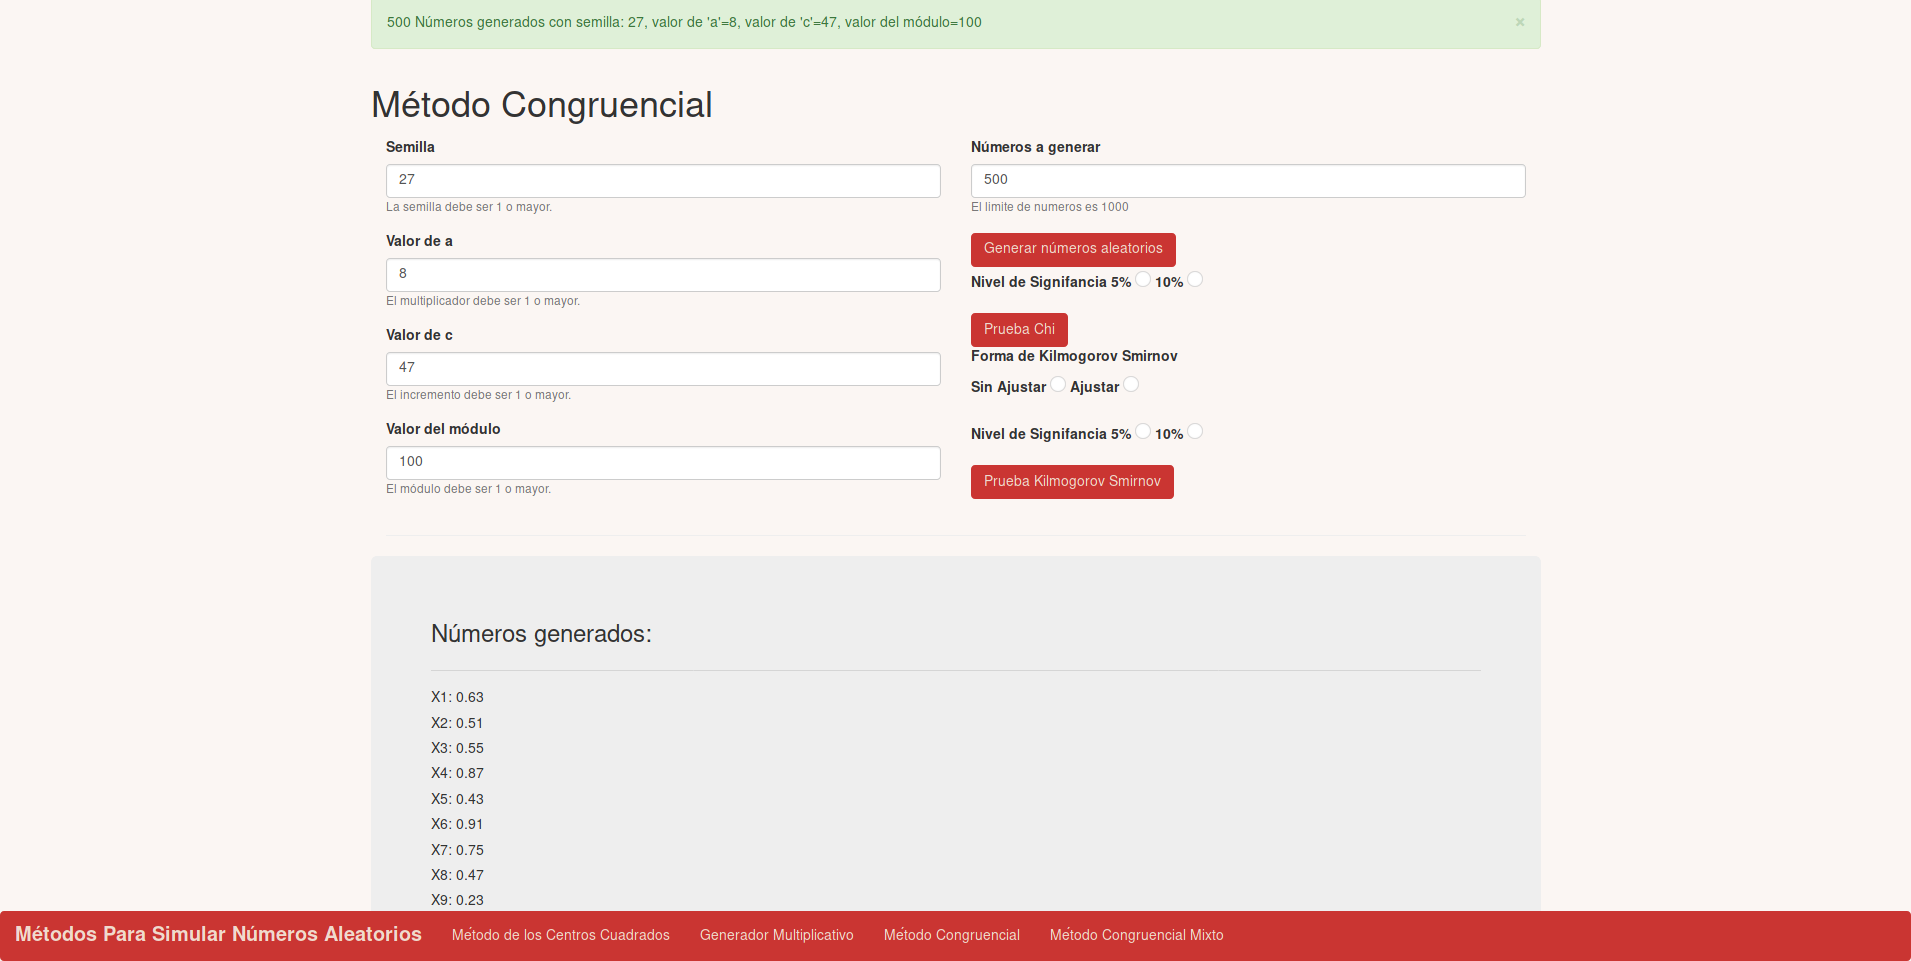 500 Números generados con semilla: 27, valor de 'a'=8, valor de 'c'=47, valor del módulo=100
×
Método Congruencial
Semilla
27
La semilla debe ser 1 o mayor.
Valor de a
8
El multiplicador debe ser 1 o mayor.
Valor de c
47
El incremento debe ser 1 o mayor.
Valor del módulo
100
El módulo debe ser 1 o mayor.
Números a generar
500
El limite de numeros es 1000
Generar números aleatorios
Nivel de Signifancia 5% 10%
Prueba Chi
Forma de Kilmogorov Smirnov
Sin Ajustar Ajustar
Nivel de Signifancia 5% 10%
Prueba Kilmogorov Smirnov
Números generados:
X1: 0.63
X2: 0.51
X3: 0.55
X4: 0.87
X5: 0.43
X6: 0.91
X7: 0.75
X8: 0.47
X9: 0.23
Métodos Para Simular Números Aleatorios Método de los Centros Cuadrados Generador Multiplicativo Método Congruencial Método Congruencial Mixto